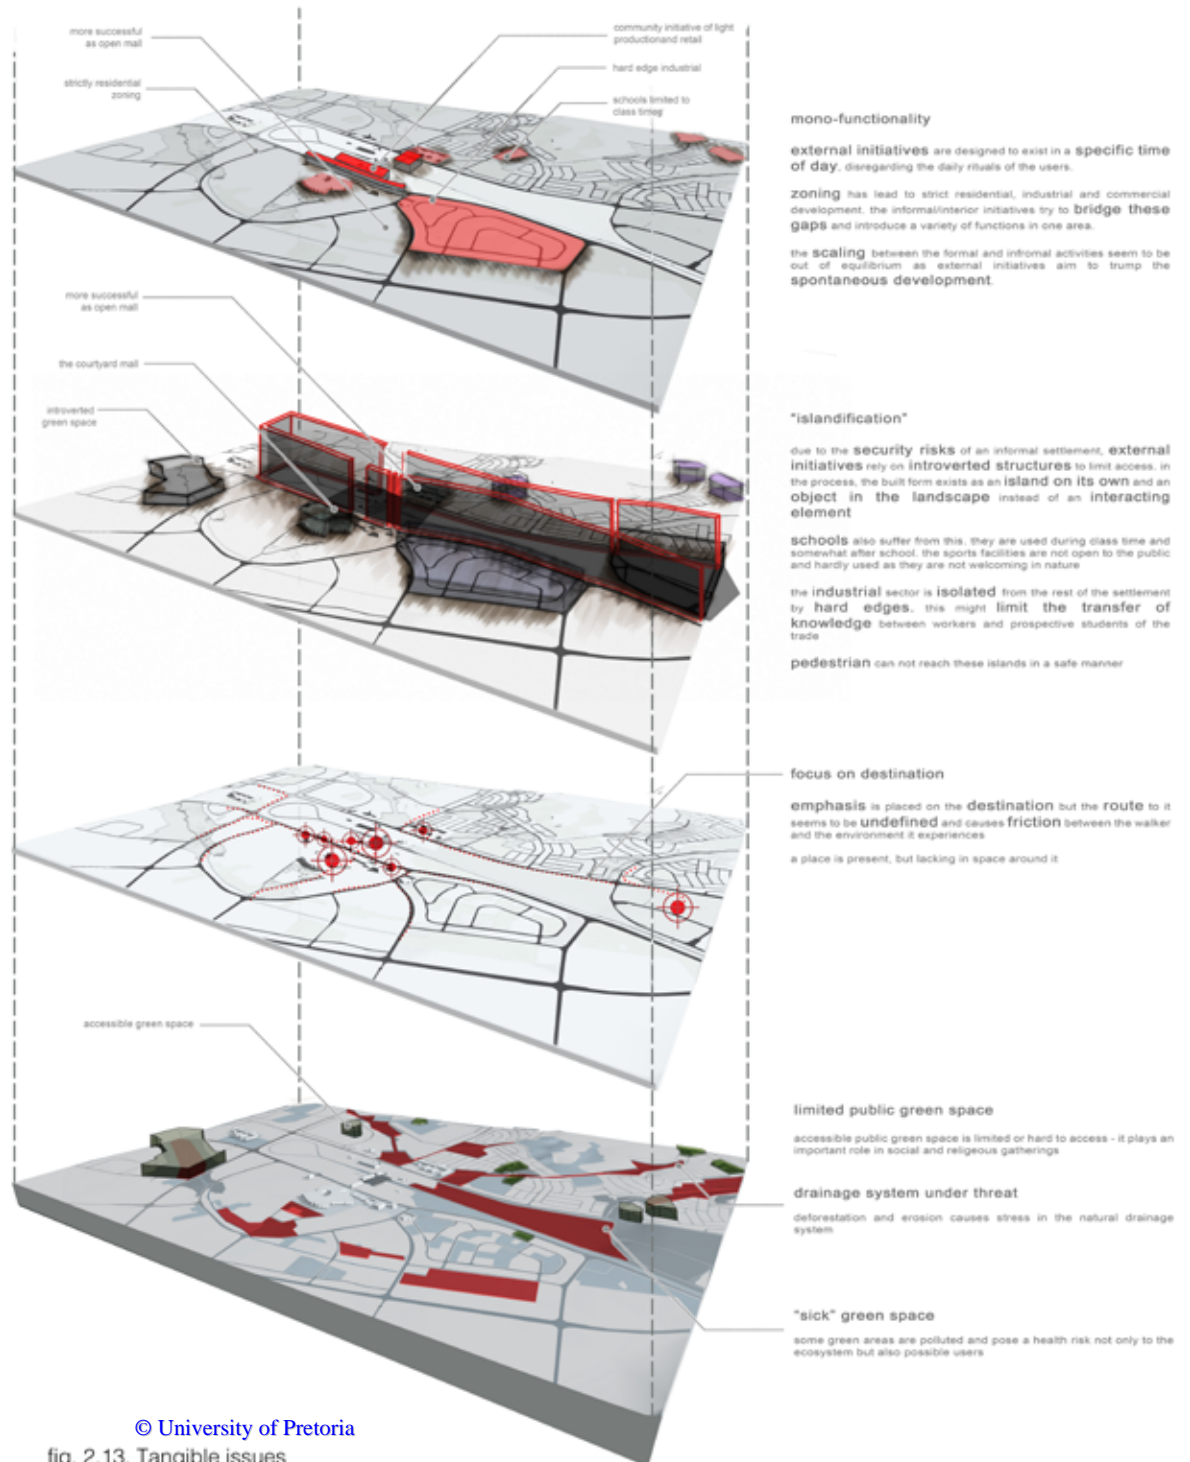 more successful
as open mall
strictly residential
zoning
community initiative of light
productionand retail
hard edge industrial
schools limited to
class times
mono-functionality
external initiatives are designed to exist in a specific time
of day, disregarding the daily rituals of the users.
zoning has lead to strict residential, industrial and commercial
development. the informal/interior initiatives try to bridge these
gaps and introduce a variety of functions in one area.
the scaling between the formal and infromal activities seem to be
out of equilibrium as external initiatives aim to trump the
spontaneous development.
more successful
as open mall
the courtyard mall
introverted
green space
"islandification"
due to the security risks of an informal settlement, external
initiatives rely on introverted structures to limit access. in
the process, the built form exists as an island on its own and an
object in the landscape instead of an interacting
element
schools also suffer from this. they are used during class time and
somewhat after school. the sports facilities are not open to the public
and hardly used as they are not welcoming in nature
the industrial sector is isolated from the rest of the settlement
by hard edges. this might limit the transfer of
knowledge between workers and prospective students of the
trade
pedestrian can not reach these islands in a safe manner
focus on destination
emphasis is placed on the destination but the route to it
seems to be undefined and causes friction between the walker
and the environment it experiences
a place is present, but lacking in space around it
accessible green space
limited public green space
accessible public green space is limited or hard to access - it plays an
important role in social and religeous gatherings
drainage system under threat
deforestation and erosion causes stress in the natural drainage
system
"sick" green space
some green areas are polluted and pose a health risk not only to the
ecosystem but also possible users
© University of Pretoria
fig. 2.13. Tangible issues